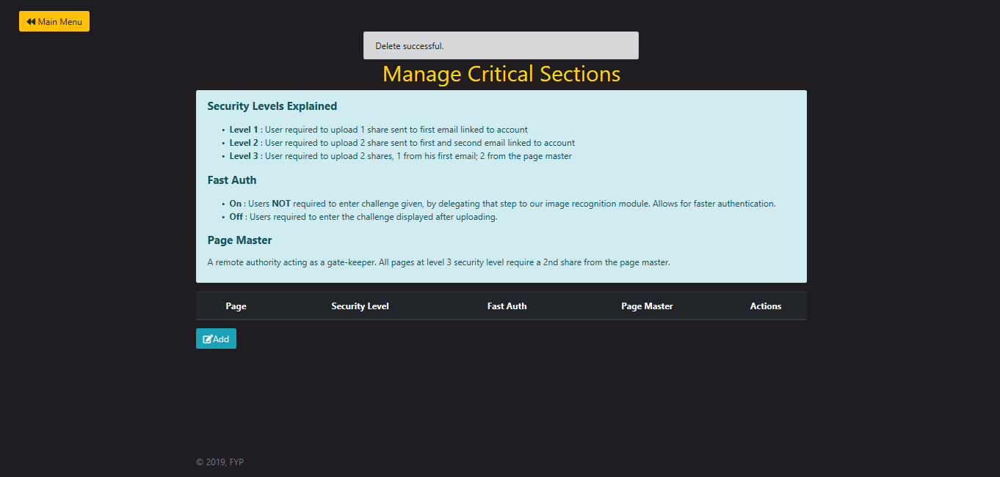 Main Menu
Delete successful.
Manage Critical Sections
Security Levels Explained
• Level 1 : User required to upload 1 share sent to first email linked to account
• Level 2 : User required to upload 2 share sent to first and second email linked to account
• Level 3 : User required to upload 2 shares, 1 from his first email; 2 from the page master
Fast Auth
• On : Users NOT required to enter challenge given, by delegating that step to our image recognition module. Allows for faster authentication.
• Off : Users required to enter the challenge displayed after uploading.
Page Master
A remote authority acting as a gate-keeper. All pages at level 3 security level require a 2nd share from the page master.
Page Security Level Fast Auth Page Master Actions
Add
© 2019, FYP